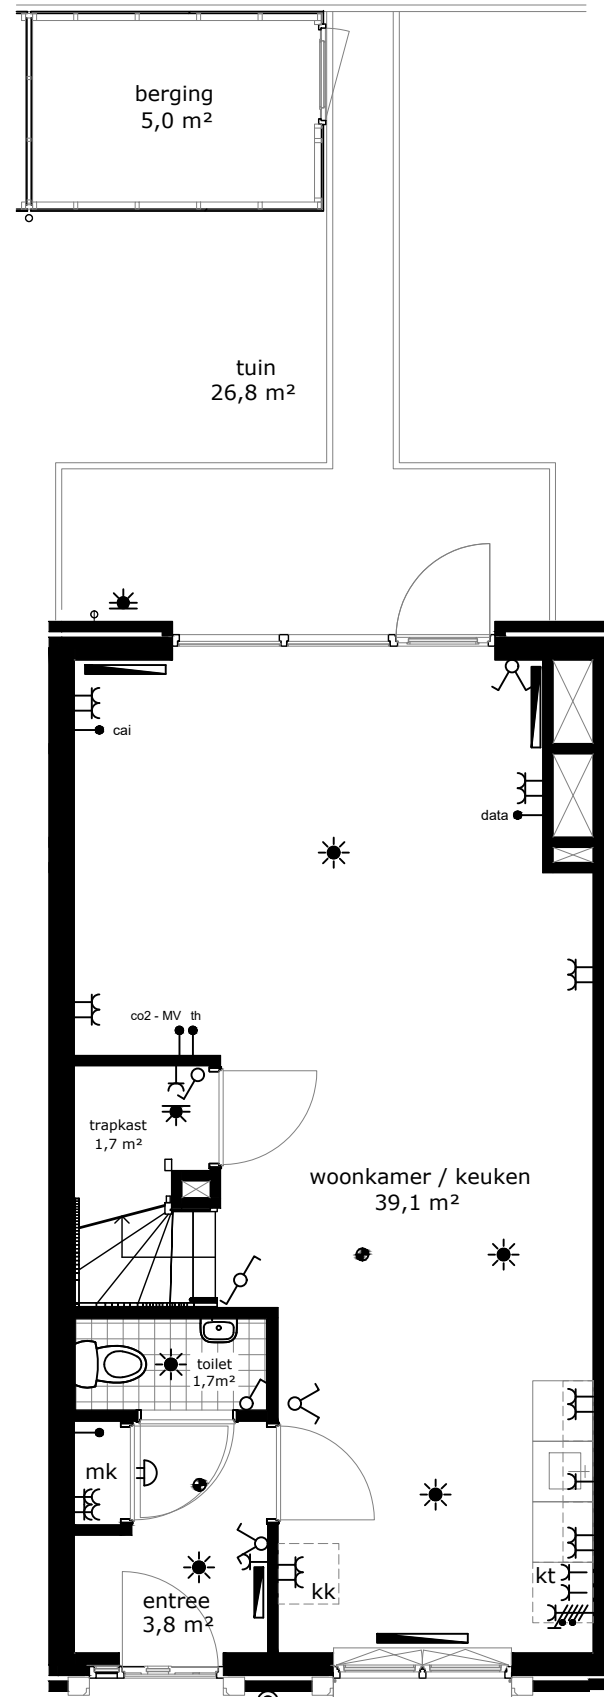 berging
5,0 m²
tuin
26,8 m²
cai
data
co2 - MV th
trapkast
1,7 m²
woonkamer / keuken
39,1 m²
toilet
1,7m²
mk
kt
kk
entree
3,8 m²